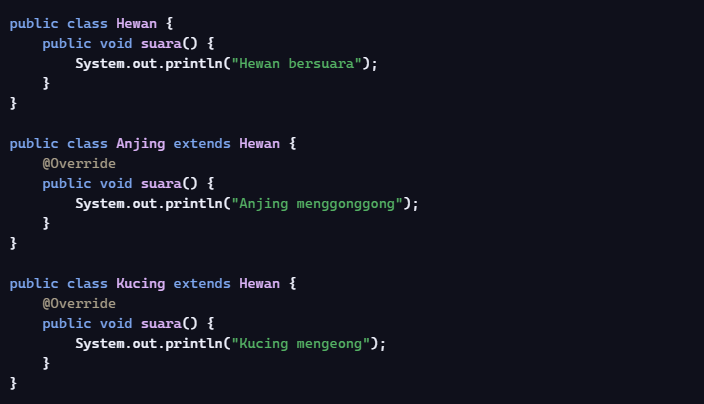 public class Hewan {
    public void suara() {
        System.out.println("Hewan bersuara");
    }
}

public class Anjing extends Hewan {
    @Override
    public void suara() {
        System.out.println("Anjing menggonggong");
    }
}

public class Kucing extends Hewan {
    @Override
    public void suara() {
        System.out.println("Kucing mengeong");
    }
}